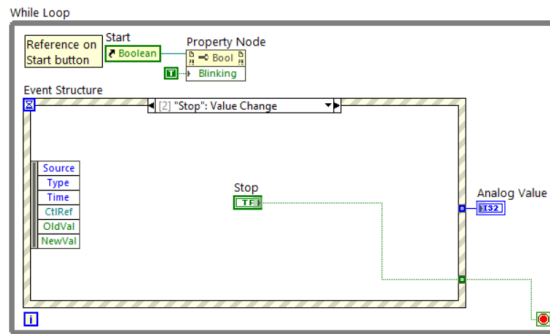 While Loop
Start
Reference on
Start button
Boolean
Property Node
Bool
T
Blinking
Event Structure
[2] "Stop": Value Change
Source
Type
Time
CtlRef
OldVal
NewVal
Stop
TF
Analog Value
I32
i